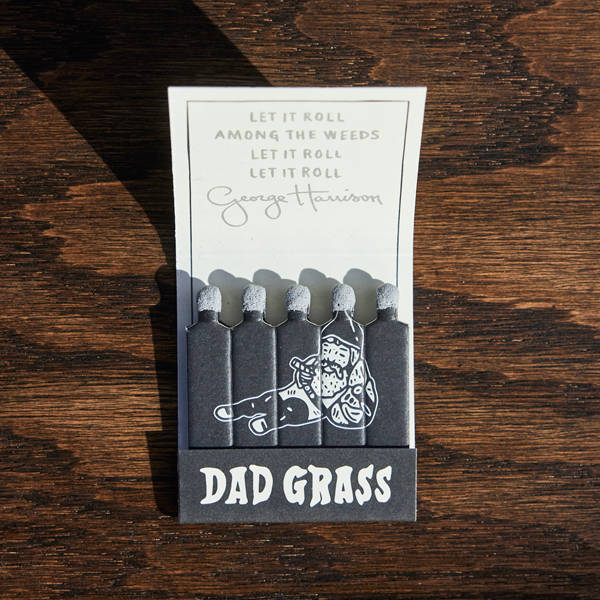 LET IT ROLL
AMONG THE WEEDS
LET IT ROLL
LET IT ROLL
George Harrison
DAD GRASS